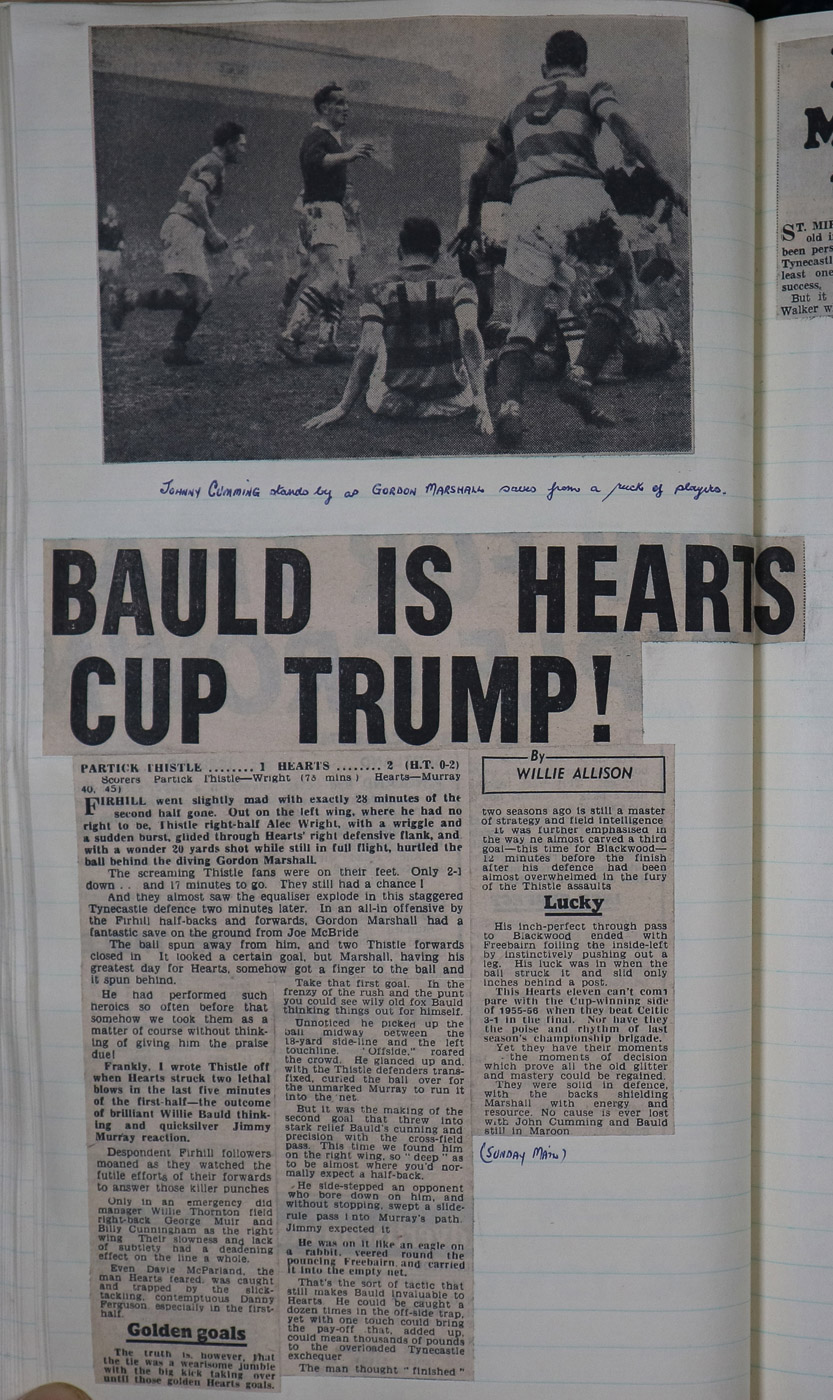 9
11
JOHNNY CUMMING stands by as GORDON MARSHALL saves from a ruck of players.
BAULD IS HEARTS
CUP TRUMP!
PARTICK THISTLE ........ 1 HEARTS ........ 2 (H.T. 0-2)
Scorers Partick Thistle—Wright (73 mins) Hearts—Murray
40, 45)
FIRHILL went slightly mad with exactly 28 minutes of the
second half gone. Out on the left wing, where he had no
right to be, Thistle right-half Alec Wright, with a wriggle and
a sudden burst, glided through Hearts' right defensive flank, and
with a wonder 20 yards shot while still in full flight, hurtled the
ball behind the diving Gordon Marshall.
The screaming Thistle fans were on their feet. Only 2-1
down . . and 17 minutes to go. They still had a chance !
And they almost saw the equaliser explode in this staggered
Tynecastle defence two minutes later. In an all-in offensive by
the Firhill half-backs and forwards, Gordon Marshall had a
fantastic save on the ground from Joe McBride
The ball spun away from him, and two Thistle forwards
closed in It looked a certain goal, but Marshall, having his
greatest day for Hearts, somehow got a finger to the ball and
it spun behind.
He had performed such
heroics so often before that
somehow we took them as a
matter of course without think-
ing of giving him the praise
due!
Frankly, I wrote Thistle off
when Hearts struck two lethal
blows in the last five minutes
of the first-half—the outcome
of brilliant Willie Bauld think-
ing and quicksilver Jimmy
Murray reaction.
Despondent Firhill followers
moaned as they watched the
futile efforts of their forwards
to answer those killer punches
Only in an emergency did
manager Willie Thornton field
right-back George Muir and
Billy Cunningham as the right
wing Their slowness and lack
of subtlety had a deadening
effect on the line a whole.
Even Davie McParland, the
man Hearts feared, was caught
and trapped by the slick-
tackling, contemptuous Danny
Ferguson, especially in the first-
half.
Golden goals
The truth is, however, that
the tie was a wearisome jumble
with the big kick taking over
until those golden Hearts goals.
Take that first goal. In the
frenzy of the rush and the punt
you could see wily old fox Bauld
thinking things out for himself.
Unnoticed he picked up the
ball midway between the
18-yard side-line and the left
touchline. "Offside," roared
the crowd. He glanced up and,
with the Thistle defenders trans-
fixed, curled the ball over for
the unmarked Murray to run it
into the net.
But it was the making of the
second goal that threw into
stark relief Bauld's cunning and
precision with the cross-field
pass. This time we found him
on the right wing, so "deep" as
to be almost where you'd nor-
mally expect a half-back.
He side-stepped an opponent
who bore down on him, and
without stopping, swept a slide-
rule pass into Murray's path.
Jimmy expected it
He was on it like an eagle on
a rabbit, veered round the
pouncing Freebairn and carried
it into the empty net.
That's the sort of tactic that
still makes Bauld invaluable to
Hearts. He could be caught a
dozen times in the off-side trap,
yet with one touch could bring
the pay-off that, added up,
could mean thousands of pounds
to the overloaded Tynecastle
exchequer
The man thought "finished"
By
WILLIE ALLISON
two seasons ago is still a master
of strategy and field intelligence
It was further emphasised in
the way he almost carved a third
goal—this time for Blackwood—
12 minutes before the finish
after his defence had been
almost overwhelmed in the fury
of the Thistle assaults
Lucky
His inch-perfect through pass
to Blackwood ended with
Freebairn foiling the inside-left
by instinctively pushing out a
leg. His luck was in when the
ball struck it and slid only
inches behind a post.
This Hearts eleven can't com-
pare with the Cup-winning side
of 1955-56 when they beat Celtic
3-1 in the final. Nor have they
the poise and rhythm of last
season's championship brigade.
Yet they have their moments
. . the moments of decision
which prove all the old glitter
and mastery could be regained.
They were solid in defence,
with the backs shielding
Marshall with energy and
resource. No cause is ever lost
with John Cumming and Bauld
still in Maroon
(SUNDAY MAIL)
M
ST. MIR
old i
been pers
Tynecastl
least one
success.
But it
Walker w